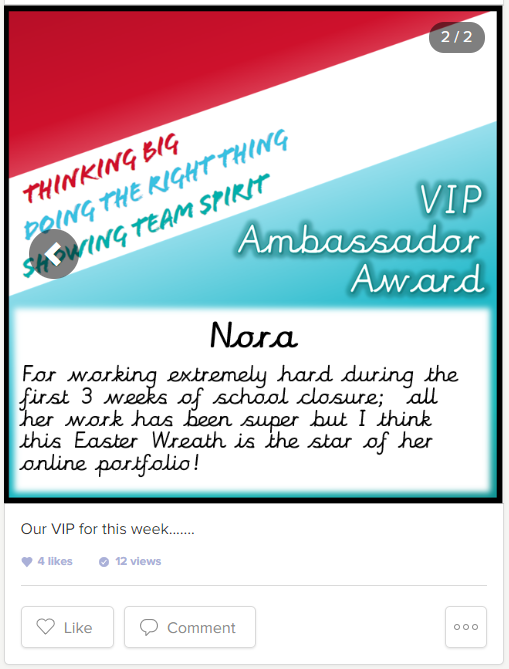 2 / 2
THINKING BIG
DOING THE RIGHT THING
SHOWING TEAM SPIRIT
VIP
Ambassador
Award
Nora
For working extremely hard during the
first 3 weeks of school closure;  all
her work has been super but I think
this Easter Wreath is the star of her
online portfolio!
Our VIP for this week.......
4 likes 12 views
Like Comment